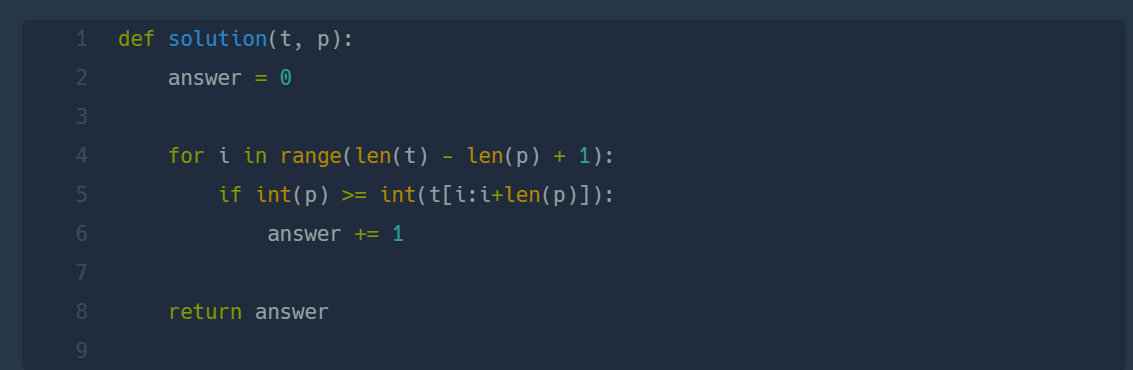 1 def solution(t, p):
2     answer = 0
3
4     for i in range(len(t) - len(p) + 1):
5         if int(p) >= int(t[i:i+len(p)]):
6             answer += 1
7
8     return answer
9